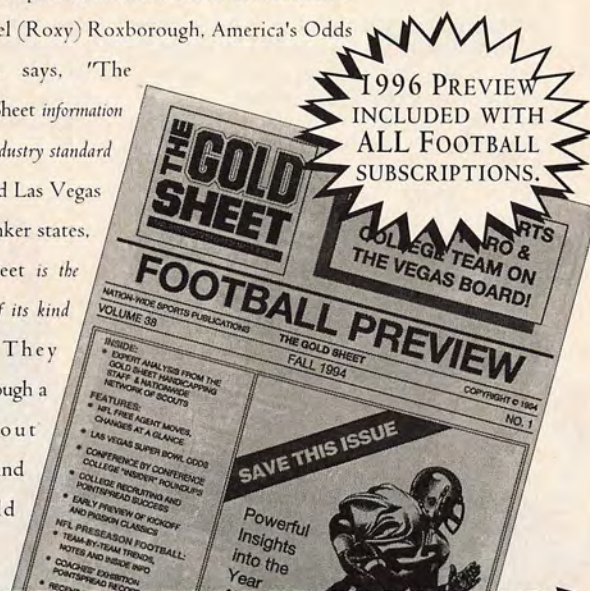 el (Roxy) Roxborough, America's Odds
says, "The
Sheet information
dustry standard
d Las Vegas
nker states,
eet is the
f its kind
They
ough a
out
nd
d
1996 PREVIEW
INCLUDED WITH
ALL FOOTBALL
SUBSCRIPTIONS.
THE GOLD
SHEET
RTS
RO &
COLLEGE TEAM ON
THE VEGAS BOARD!
FOOTBALL PREVIEW
NATION-WIDE SPORTS PUBLICATIONS
THE GOLD SHEET
COPYRIGHT © 1994
VOLUME 38
FALL 1994
NO. 1
INSIDE:
• EXPERT ANALYSIS FROM THE
GOLD SHEET HANDICAPPING
STAFF & NATIONWIDE
NETWORK OF SCOUTS
FEATURES:
• NFL FREE AGENT MOVES,
CHANGES AT A GLANCE
• LAS VEGAS SUPER BOWL ODDS
• CONFERENCE BY CONFERENCE
COLLEGE "INSIDER" ROUNDUPS
• COLLEGE RECRUITING AND
POINTSPREAD SUCCESS
• EARLY PREVIEW OF KICKOFF
AND PIGSKIN CLASSICS
NFL PRESEASON FOOTBALL:
• TEAM-BY-TEAM TRENDS,
NOTES AND INSIDE INFO
• COACHES' EXHIBITION
POINTSPREAD RECORDS
SAVE THIS ISSUE
Powerful
Insights
into the
Year